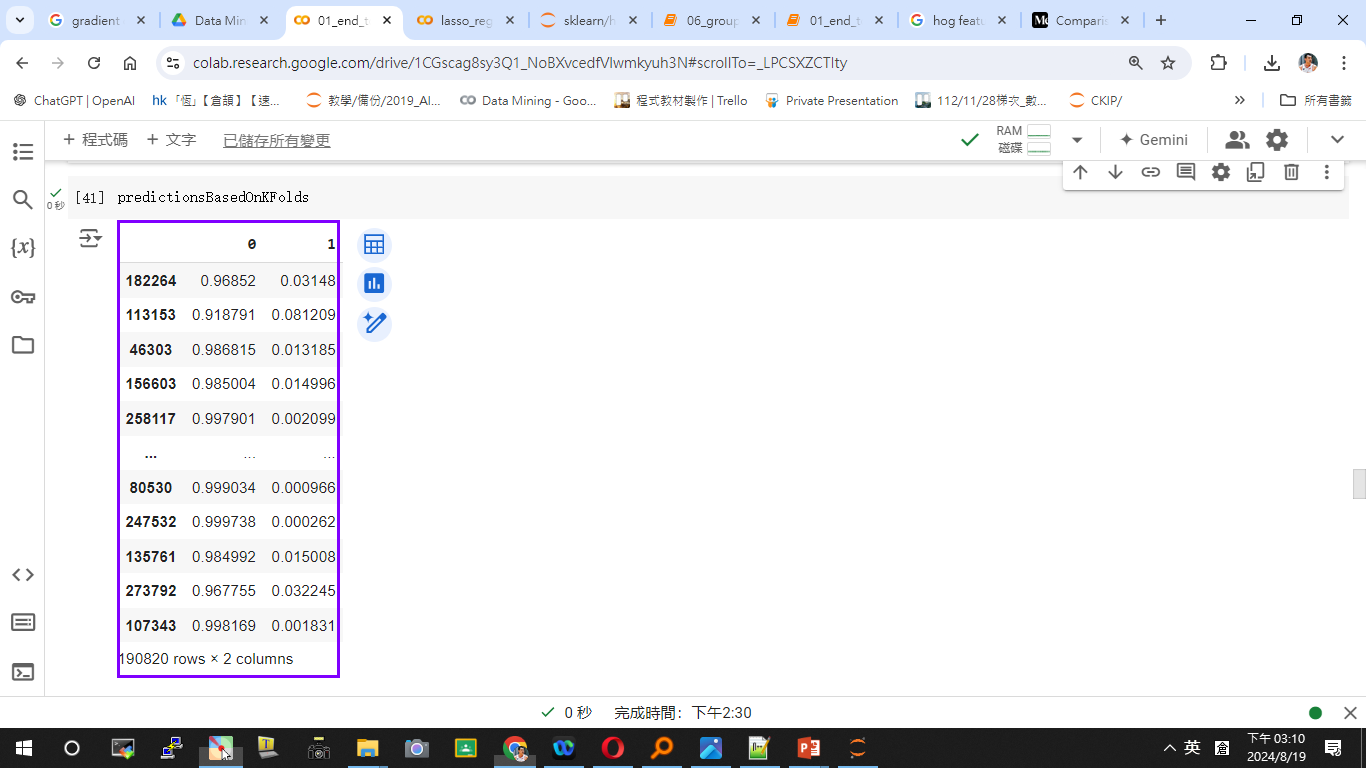 gradient
Data Min
01_end_t
lasso_reg
sklearn/h
06_group
01_end_t
hog featu
Comparis
colab.research.google.com/drive/1CGscag8sy3Q1_NoBXvcedfVIwmkyuh3N#scrollTo=_LPCSXZCTIty
ChatGPT | OpenAI
hk 「恆」【倉頡】【速...
教學/備份/2019_AI...
Data Mining - Goo...
程式教材製作 | Trello
Private Presentation
112/11/28梯次_數...
CKIP/
所有書籤
+ 程式碼 + 文字 已儲存所有變更
RAM
磁碟
Gemini
0 秒
[41] predictionsBasedOnKFolds
0 1
182264 0.96852 0.03148
113153 0.918791 0.081209
46303 0.986815 0.013185
156603 0.985004 0.014996
258117 0.997901 0.002099
... ... ...
80530 0.999034 0.000966
247532 0.999738 0.000262
135761 0.984992 0.015008
273792 0.967755 0.032245
107343 0.998169 0.001831
190820 rows × 2 columns
0 秒 完成時間：下午2:30
英
倉
下午 03:10
2024/8/19